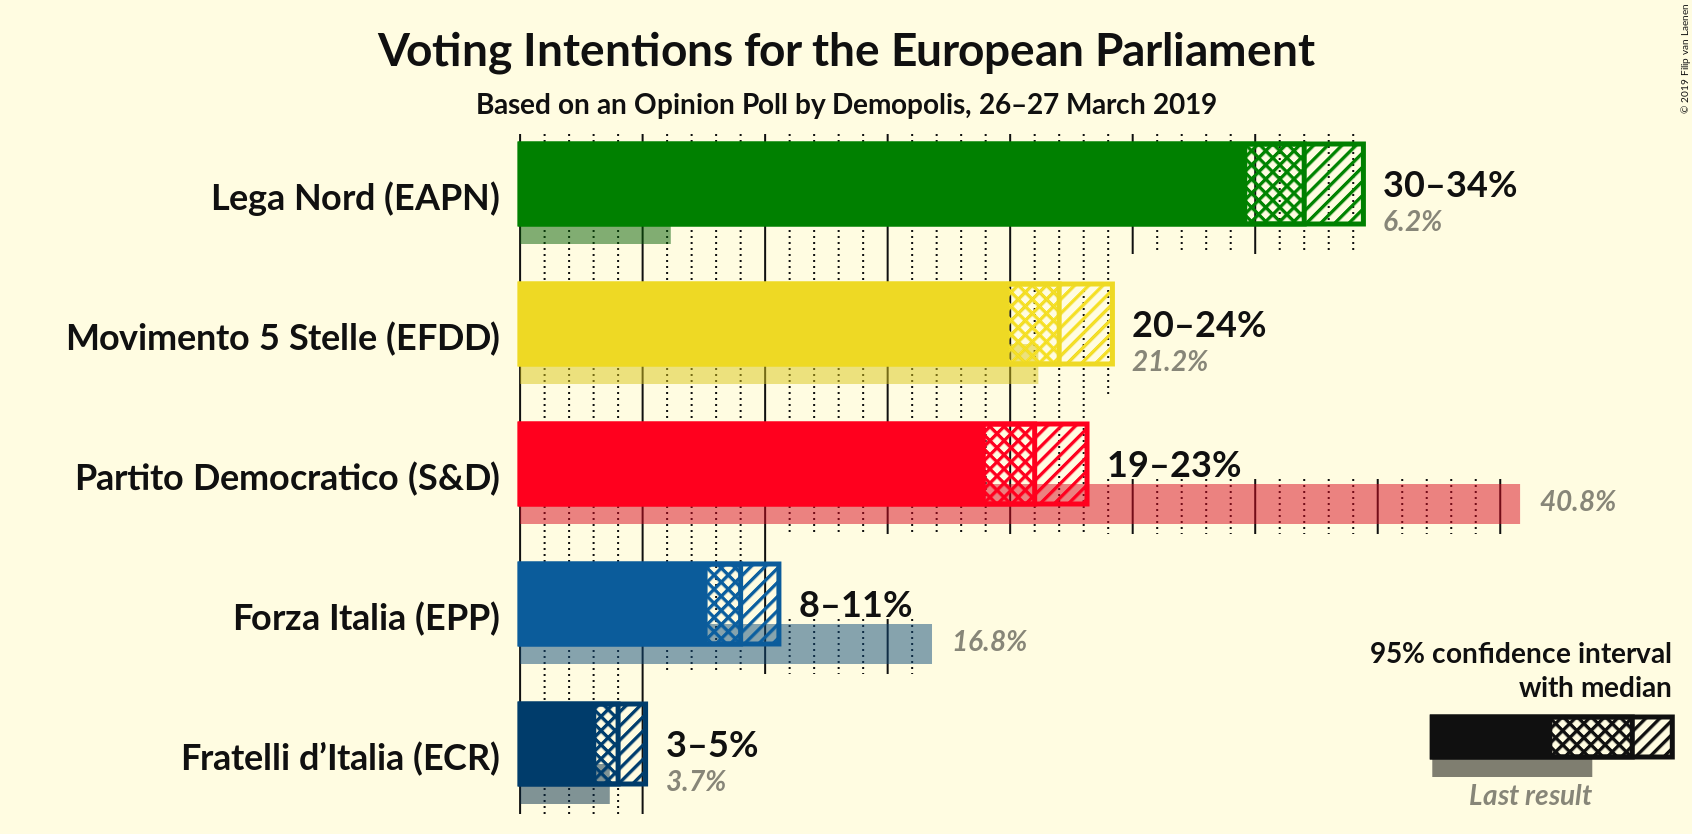 Voting Intentions for the European Parliament
Based on an Opinion Poll by Demopolis, 26–27 March 2019
© 2019 Filip van Laenen
Lega Nord (EAPN)
30–34%
6.2%
Movimento 5 Stelle (EFDD)
20–24%
21.2%
Partito Democratico (S&D)
19–23%
40.8%
Forza Italia (EPP)
8–11%
16.8%
Fratelli d’Italia (ECR)
3–5%
3.7%
95% confidence interval
with median
Last result